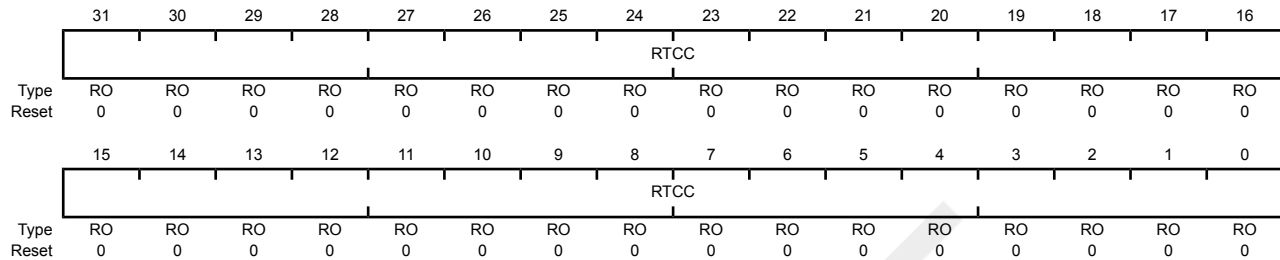 31 30 29 28 27 26 25 24 23 22 21 20 19 18 17 16
RTCC
Type RO RO RO RO RO RO RO RO RO RO RO RO RO RO RO RO
Reset 0 0 0 0 0 0 0 0 0 0 0 0 0 0 0 0
15 14 13 12 11 10 9 8 7 6 5 4 3 2 1 0
RTCC
Type RO RO RO RO RO RO RO RO RO RO RO RO RO RO RO RO
Reset 0 0 0 0 0 0 0 0 0 0 0 0 0 0 0 0